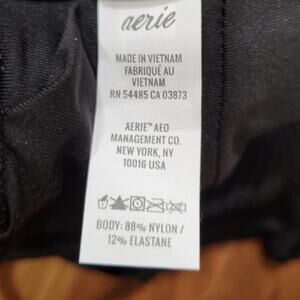 aerie
MADE IN VIETNAM
FABRIQUÉ AU
VIETNAM
RN 54485 CA 03873
AERIE™ AEO
MANAGEMENT CO.
NEW YORK, NY
10016 USA
BODY: 88% NYLON /
12% ELASTANE